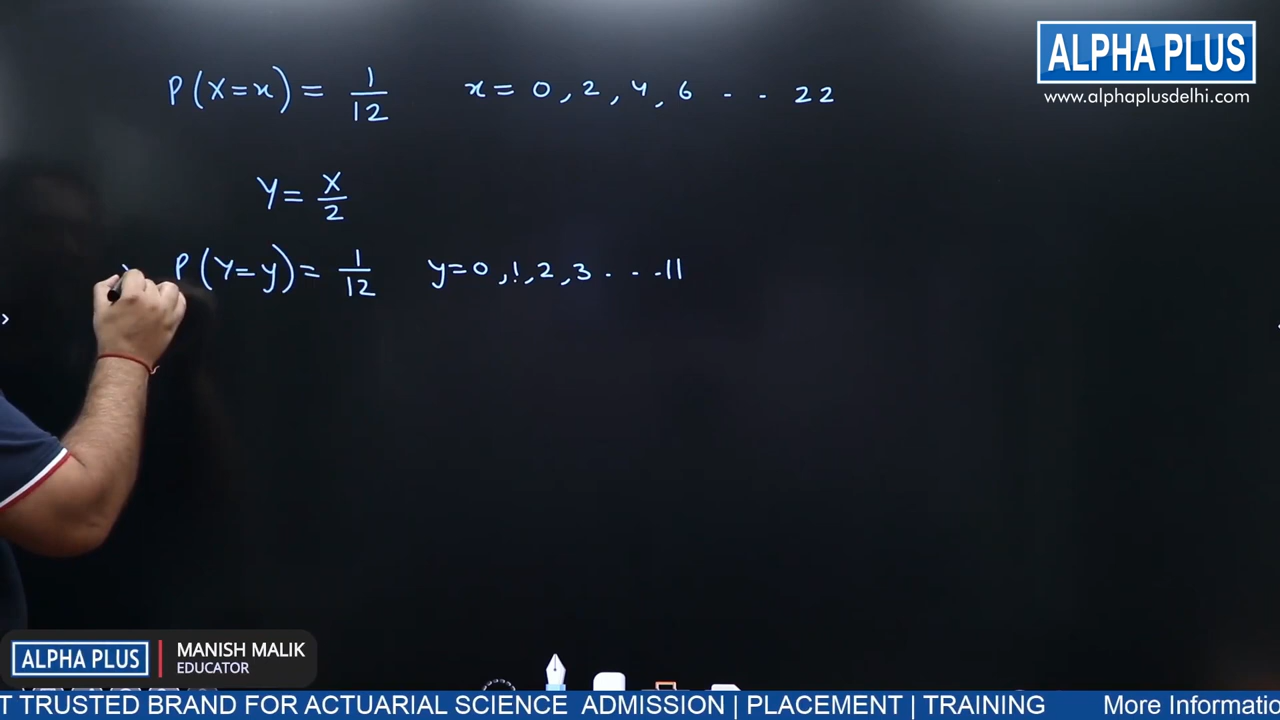 ALPHA PLUS
www.alphaplusdelhi.com
P(X=x) = 1/12 x = 0, 2, 4, 6 - - 22
Y = X/2
P(Y=y) = 1/12 y=0, 1, 2, 3 - - - 11
ALPHA PLUS
MANISH MALIK
EDUCATOR
T TRUSTED BRAND FOR ACTUARIAL SCIENCE ADMISSION | PLACEMENT | TRAINING More Informatio